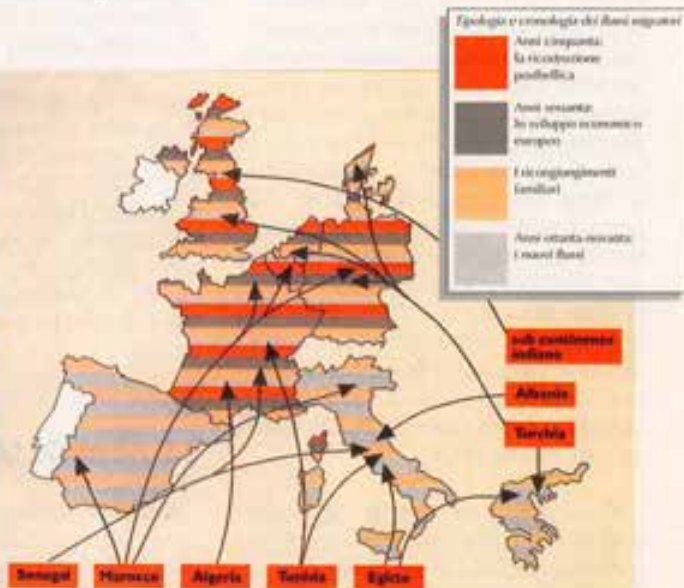 Tipologia e cronologia dei flussi migratori
Anni cinquanta:
la ricostruzione
postbellica
Anni sessanta:
lo sviluppo economico
europeo
I ricongiungimenti
familiari
Anni ottanta-novanta:
i nuovi flussi
sub continente
indiano
Albania
Turchia
Senegal
Marocco
Algeria
Tunisia
Egitto